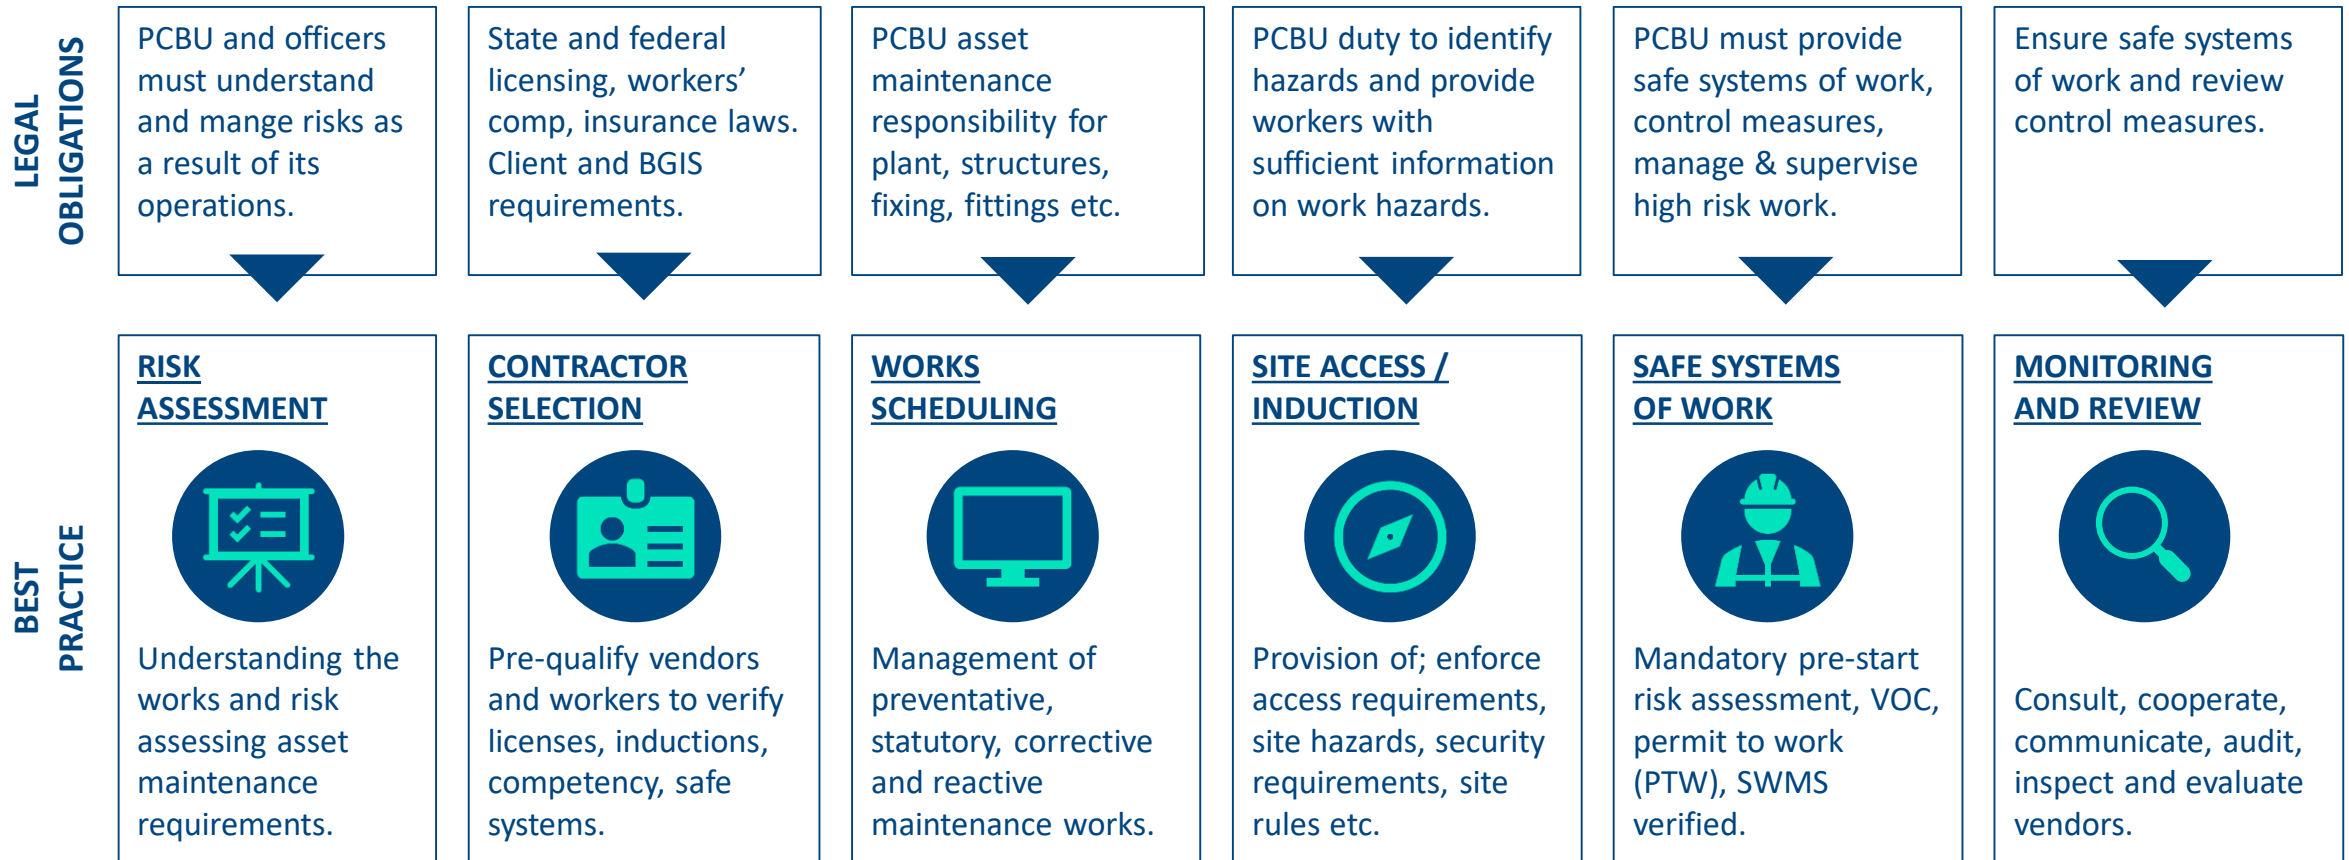 LEGAL
OBLIGATIONS
PCBU and officers
must understand
and mange risks as
a result of its
operations.
State and federal
licensing, workers’
comp, insurance laws.
Client and BGIS
requirements.
PCBU asset
maintenance
responsibility for
plant, structures,
fixing, fittings etc.
PCBU duty to identify
hazards and provide
workers with
sufficient information
on work hazards.
PCBU must provide
safe systems of work,
control measures,
manage & supervise
high risk work.
Ensure safe systems
of work and review
control measures.
BEST
PRACTICE
RISK
ASSESSMENT
Understanding the
works and risk
assessing asset
maintenance
requirements.
CONTRACTOR
SELECTION
Pre-qualify vendors
and workers to verify
licenses, inductions,
competency, safe
systems.
WORKS
SCHEDULING
Management of
preventative,
statutory, corrective
and reactive
maintenance works.
SITE ACCESS /
INDUCTION
Provision of; enforce
access requirements,
site hazards, security
requirements, site
rules etc.
SAFE SYSTEMS
OF WORK
Mandatory pre-start
risk assessment, VOC,
permit to work
(PTW), SWMS
verified.
MONITORING
AND REVIEW
Consult, cooperate,
communicate, audit,
inspect and evaluate
vendors.